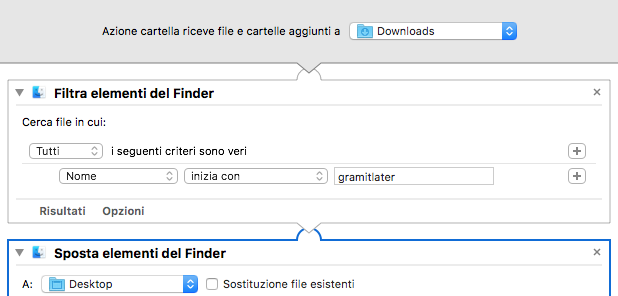 Azione cartella riceve file e cartelle aggiunti a Downloads
Filtra elementi del Finder
Cerca file in cui:
Tutti i seguenti criteri sono veri
Nome inizia con gramitlater
Risultati Opzioni
Sposta elementi del Finder
A: Desktop Sostituzione file esistenti